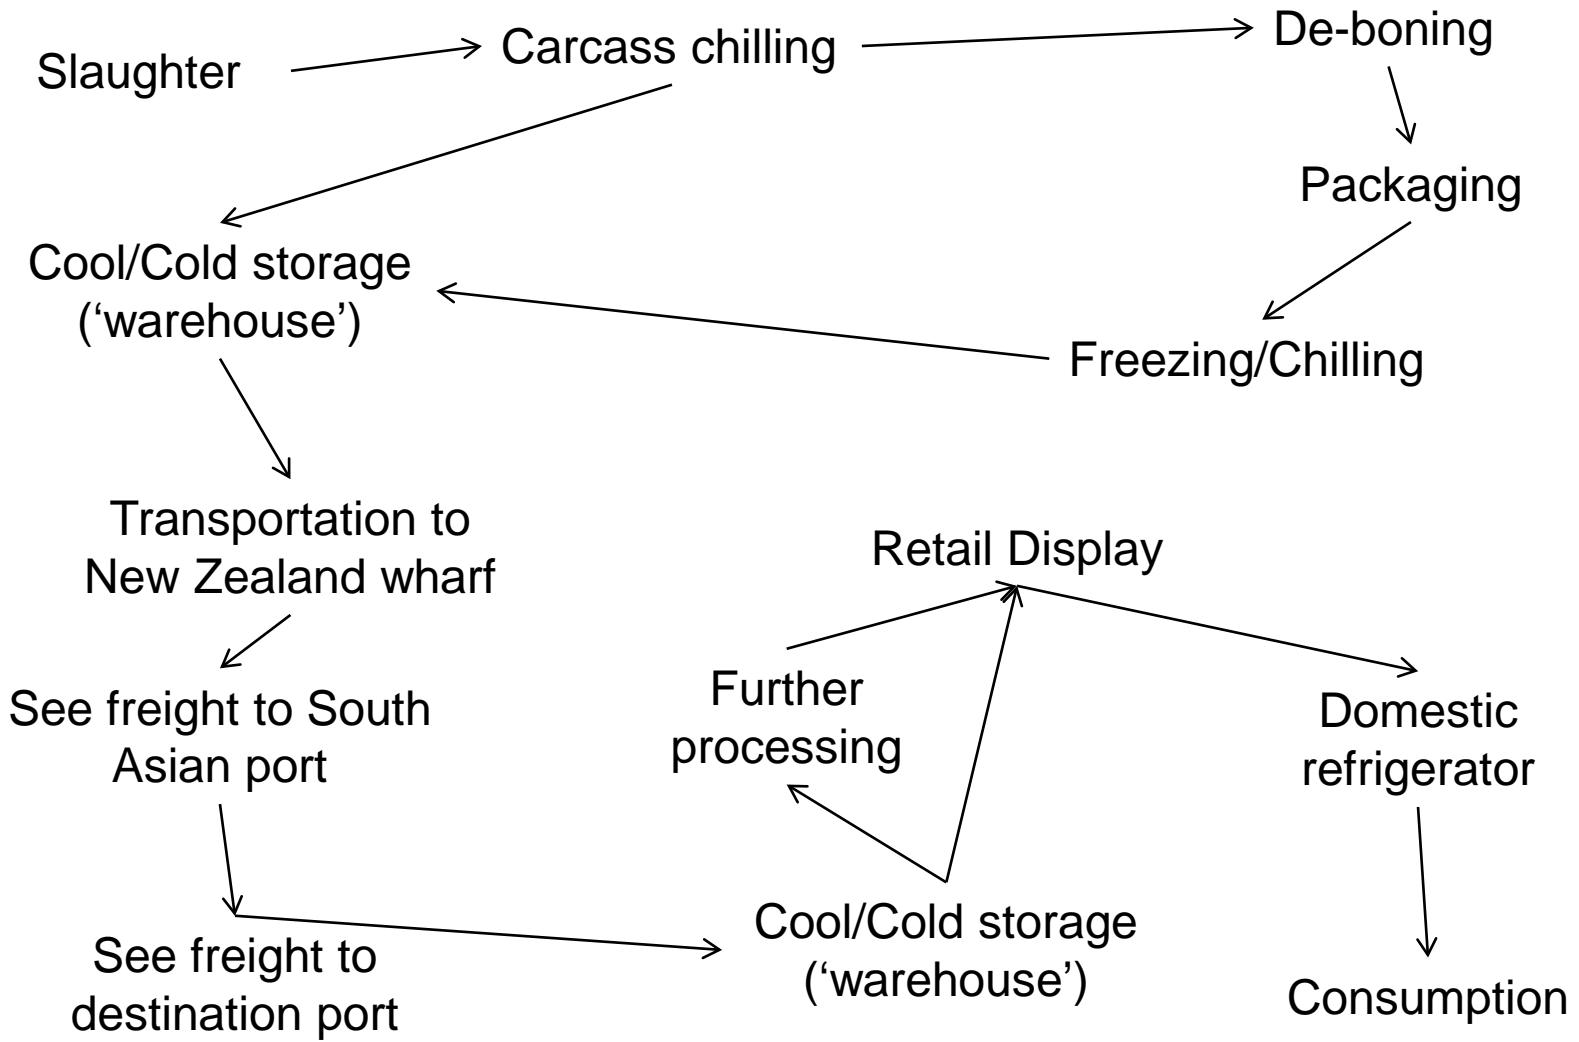 Slaughter
Carcass chilling
De-boning
Packaging
Freezing/Chilling
Cool/Cold storage
(‘warehouse’)
Transportation to
New Zealand wharf
See freight to South
Asian port
See freight to
destination port
Cool/Cold storage
(‘warehouse’)
Further
processing
Retail Display
Domestic
refrigerator
Consumption